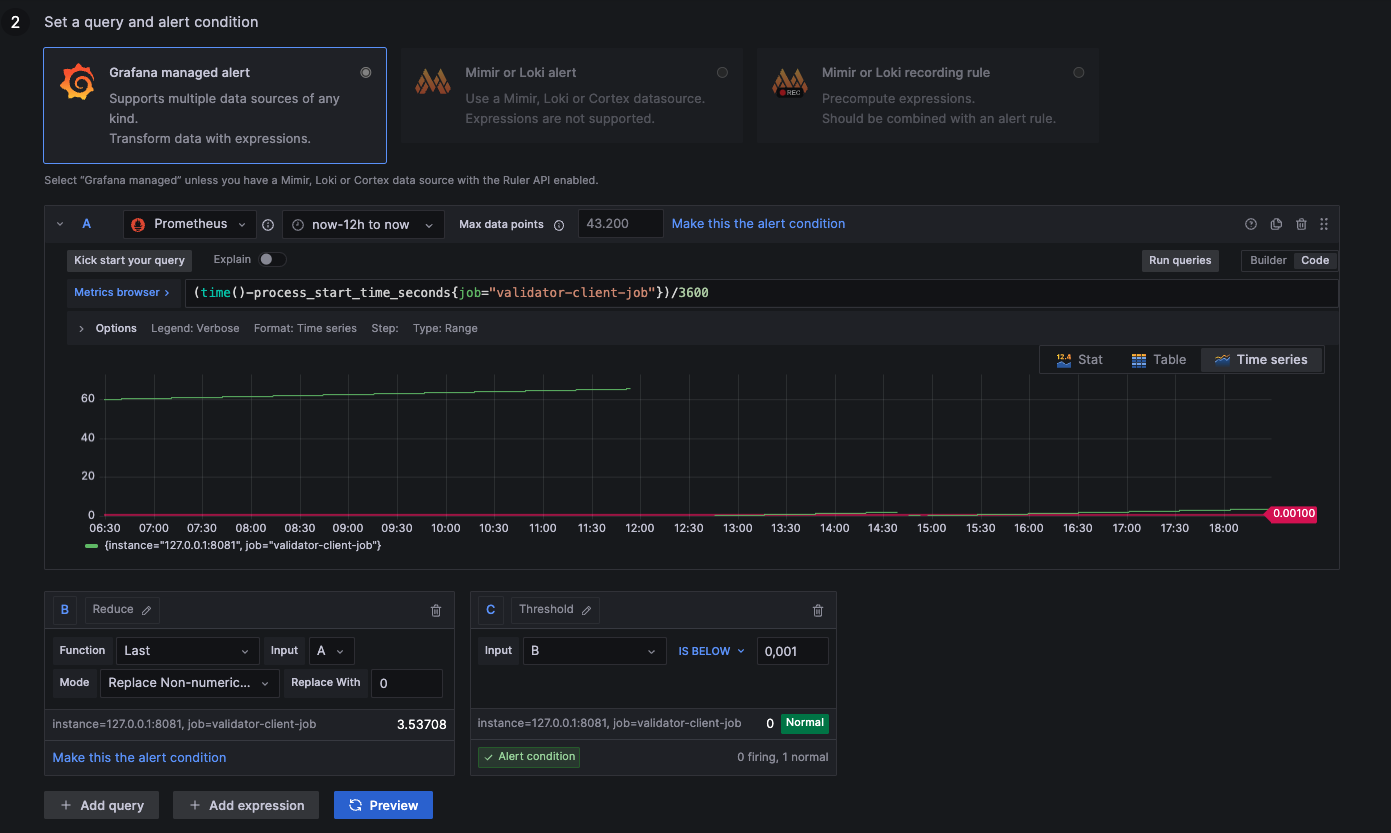 2 Set a query and alert condition
Grafana managed alert
Supports multiple data sources of any
kind.
Transform data with expressions.
Mimir or Loki alert
Use a Mimir, Loki or Cortex datasource.
Expressions are not supported.
REC
Mimir or Loki recording rule
Precompute expressions.
Should be combined with an alert rule.
Select “Grafana managed” unless you have a Mimir, Loki or Cortex data source with the Ruler API enabled.
A Prometheus now-12h to now Max data points 43.200 Make this the alert condition
Kick start your query Explain Run queries Builder Code
Metrics browser > (time()-process_start_time_seconds{job="validator-client-job"})/3600
Options Legend: Verbose Format: Time series Step: Type: Range
12.4 Stat Table Time series
60
40
20
0
0.00100
06:30 07:00 07:30 08:00 08:30 09:00 09:30 10:00 10:30 11:00 11:30 12:00 12:30 13:00 13:30 14:00 14:30 15:00 15:30 16:00 16:30 17:00 17:30 18:00
{instance="127.0.0.1:8081", job="validator-client-job"}
B Reduce
Function Last Input A
Mode Replace Non-numeric... Replace With 0
instance=127.0.0.1:8081, job=validator-client-job 3.53708
Make this the alert condition
C Threshold
Input B IS BELOW 0,001
instance=127.0.0.1:8081, job=validator-client-job 0 Normal
Alert condition 0 firing, 1 normal
+ Add query + Add expression Preview